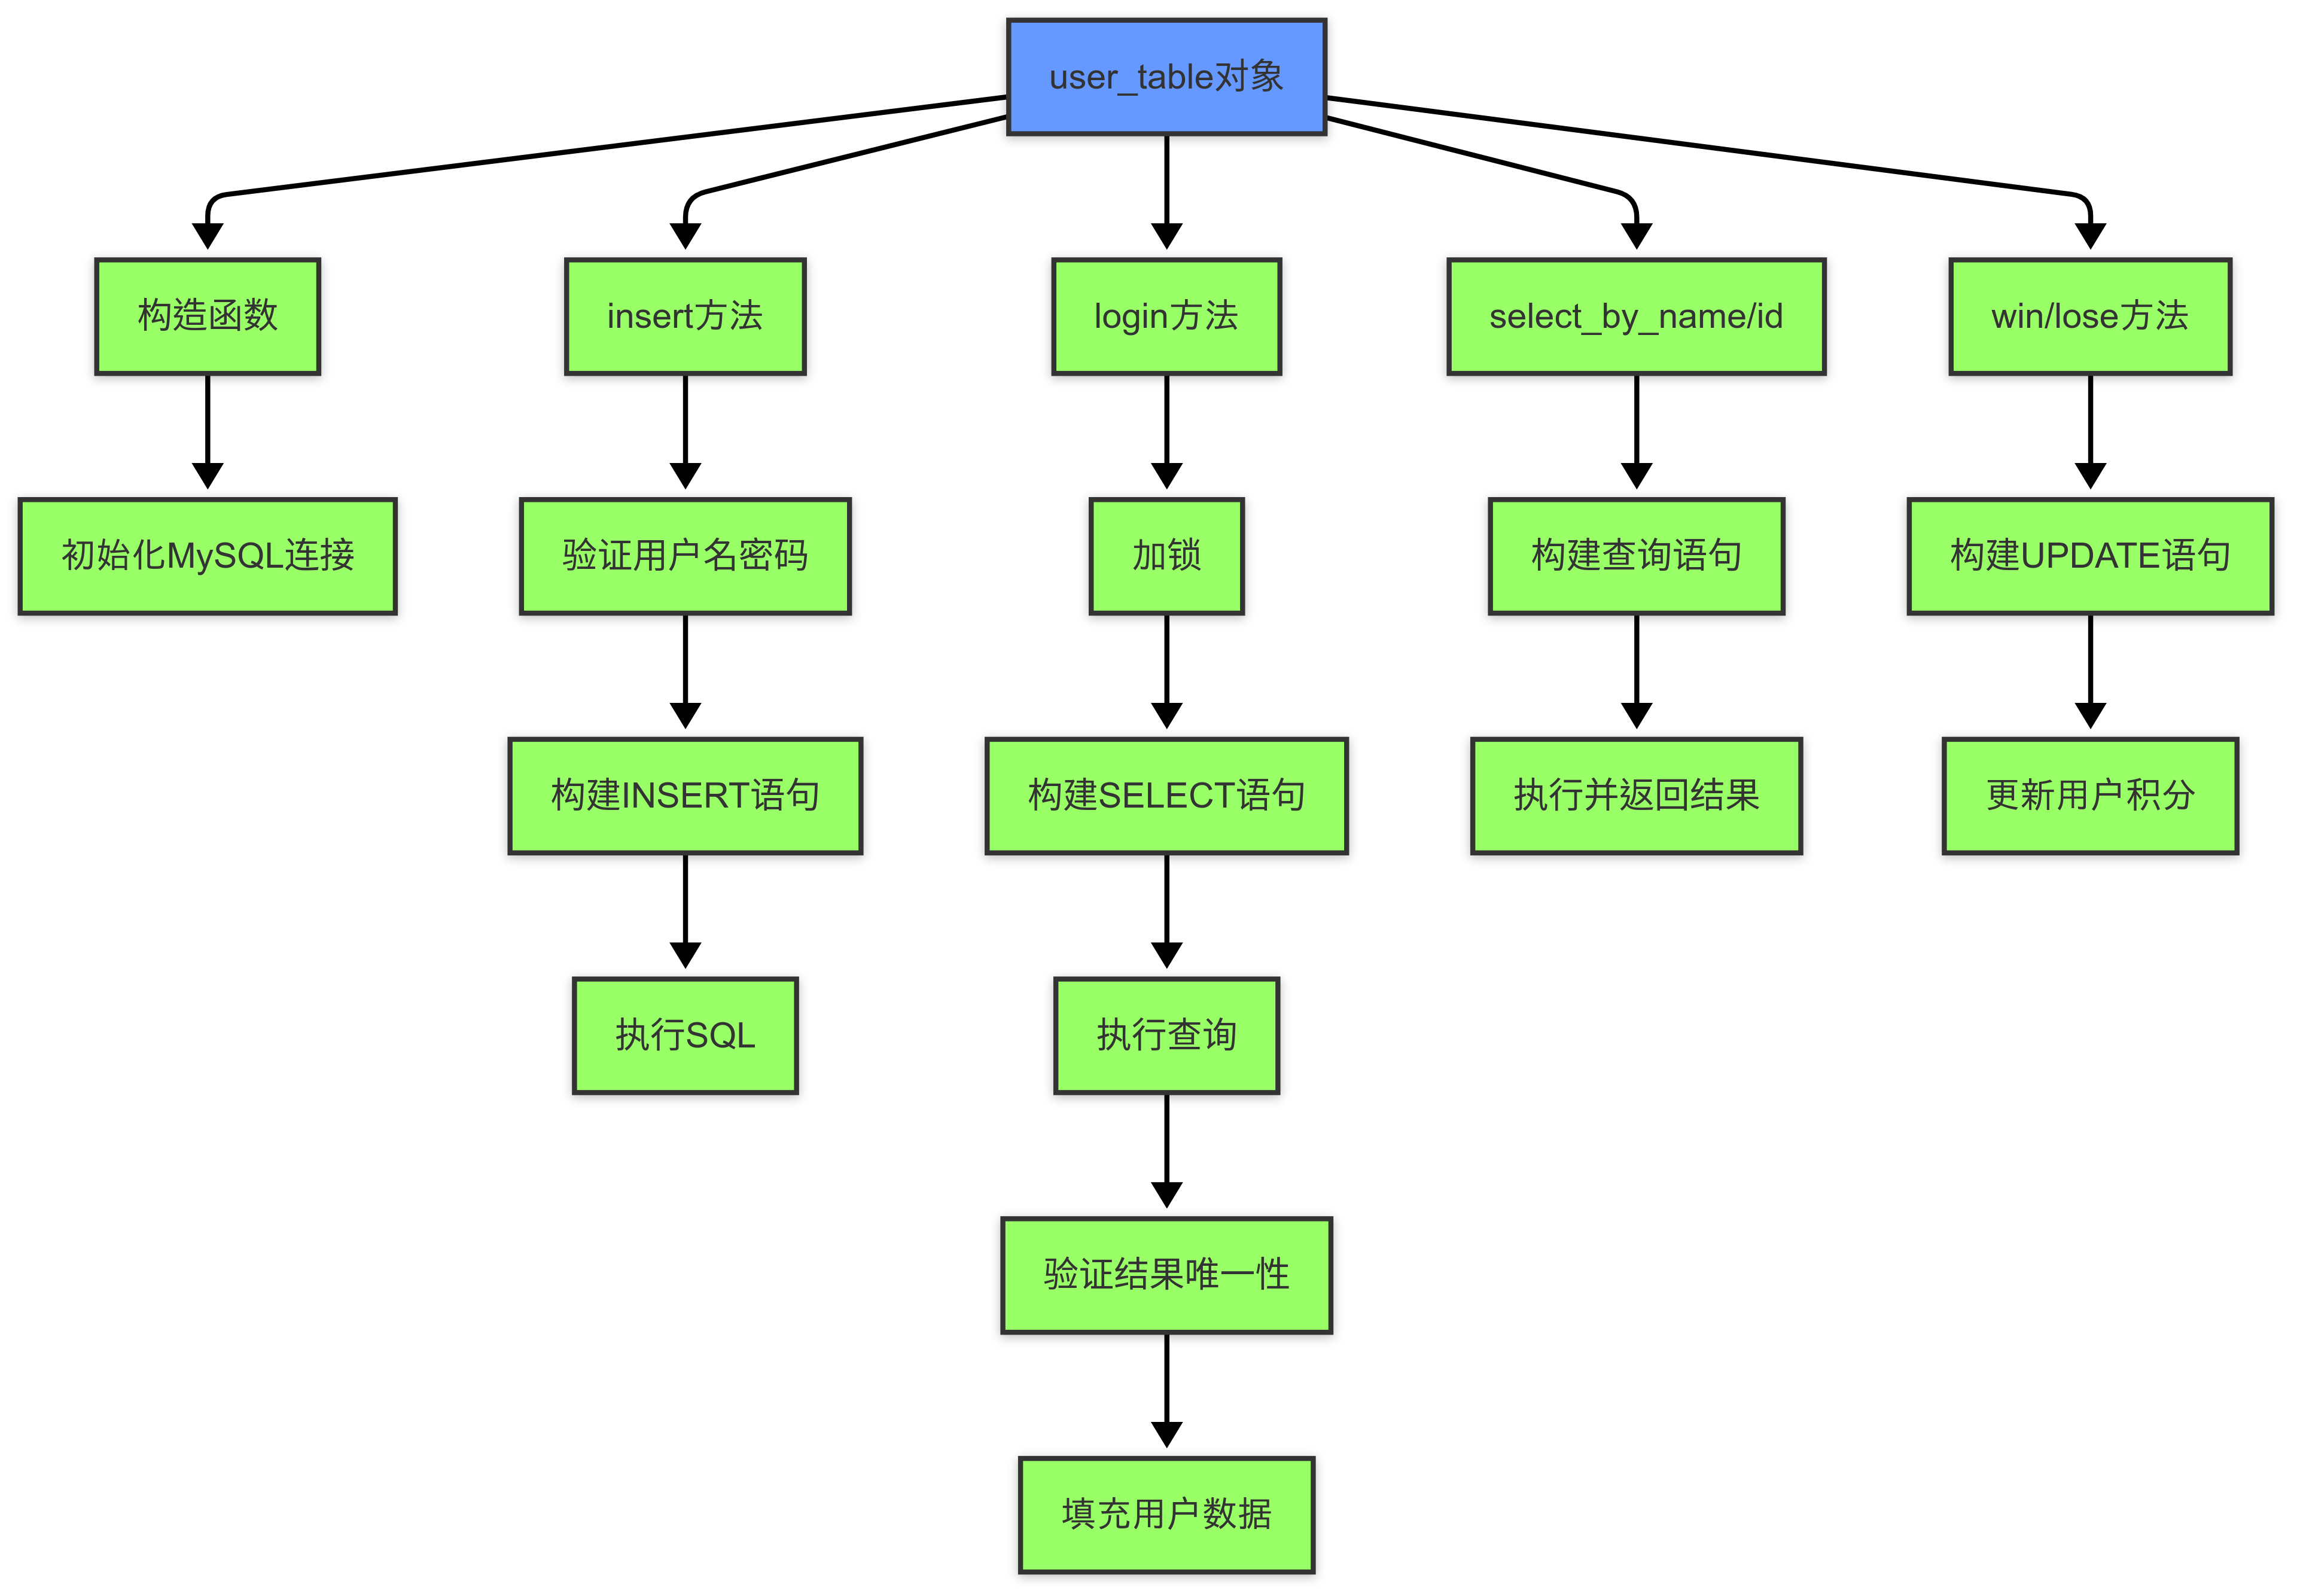 user_table对象
构造函数
insert方法
login方法
select_by_name/id
win/lose方法
初始化MySQL连接
验证用户名密码
加锁
构建查询语句
构建UPDATE语句
构建INSERT语句
构建SELECT语句
执行并返回结果
更新用户积分
执行SQL
执行查询
验证结果唯一性
填充用户数据